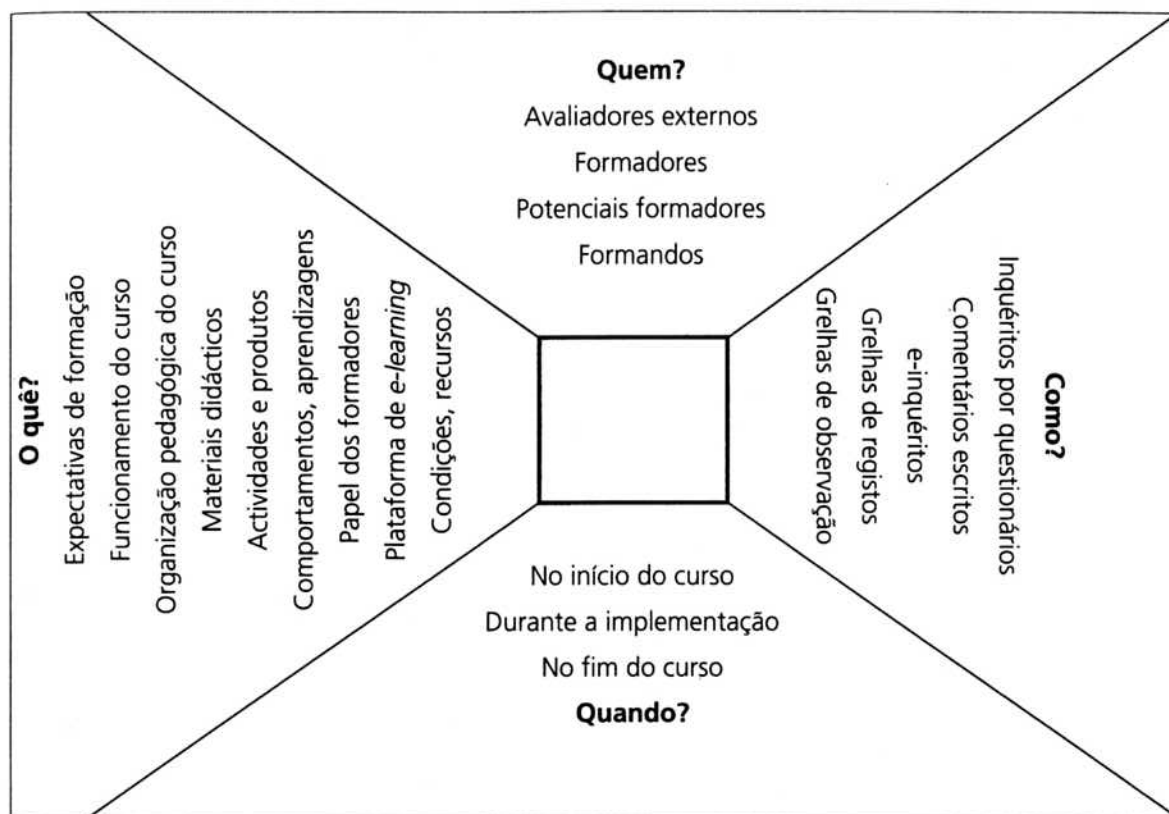 Quem?
Avaliadores externos
Formadores
Potenciais formadores
Formandos
O quê?
Expectativas de formação
Funcionamento do curso
Organização pedagógica do curso
Materiais didácticos
Actividades e produtos
Comportamentos, aprendizagens
Papel dos formadores
Plataforma de e-learning
Condições, recursos
Como?
Inquéritos por questionários
Comentários escritos
e-inquéritos
Grelhas de registos
Grelhas de observação
No início do curso
Durante a implementação
No fim do curso
Quando?